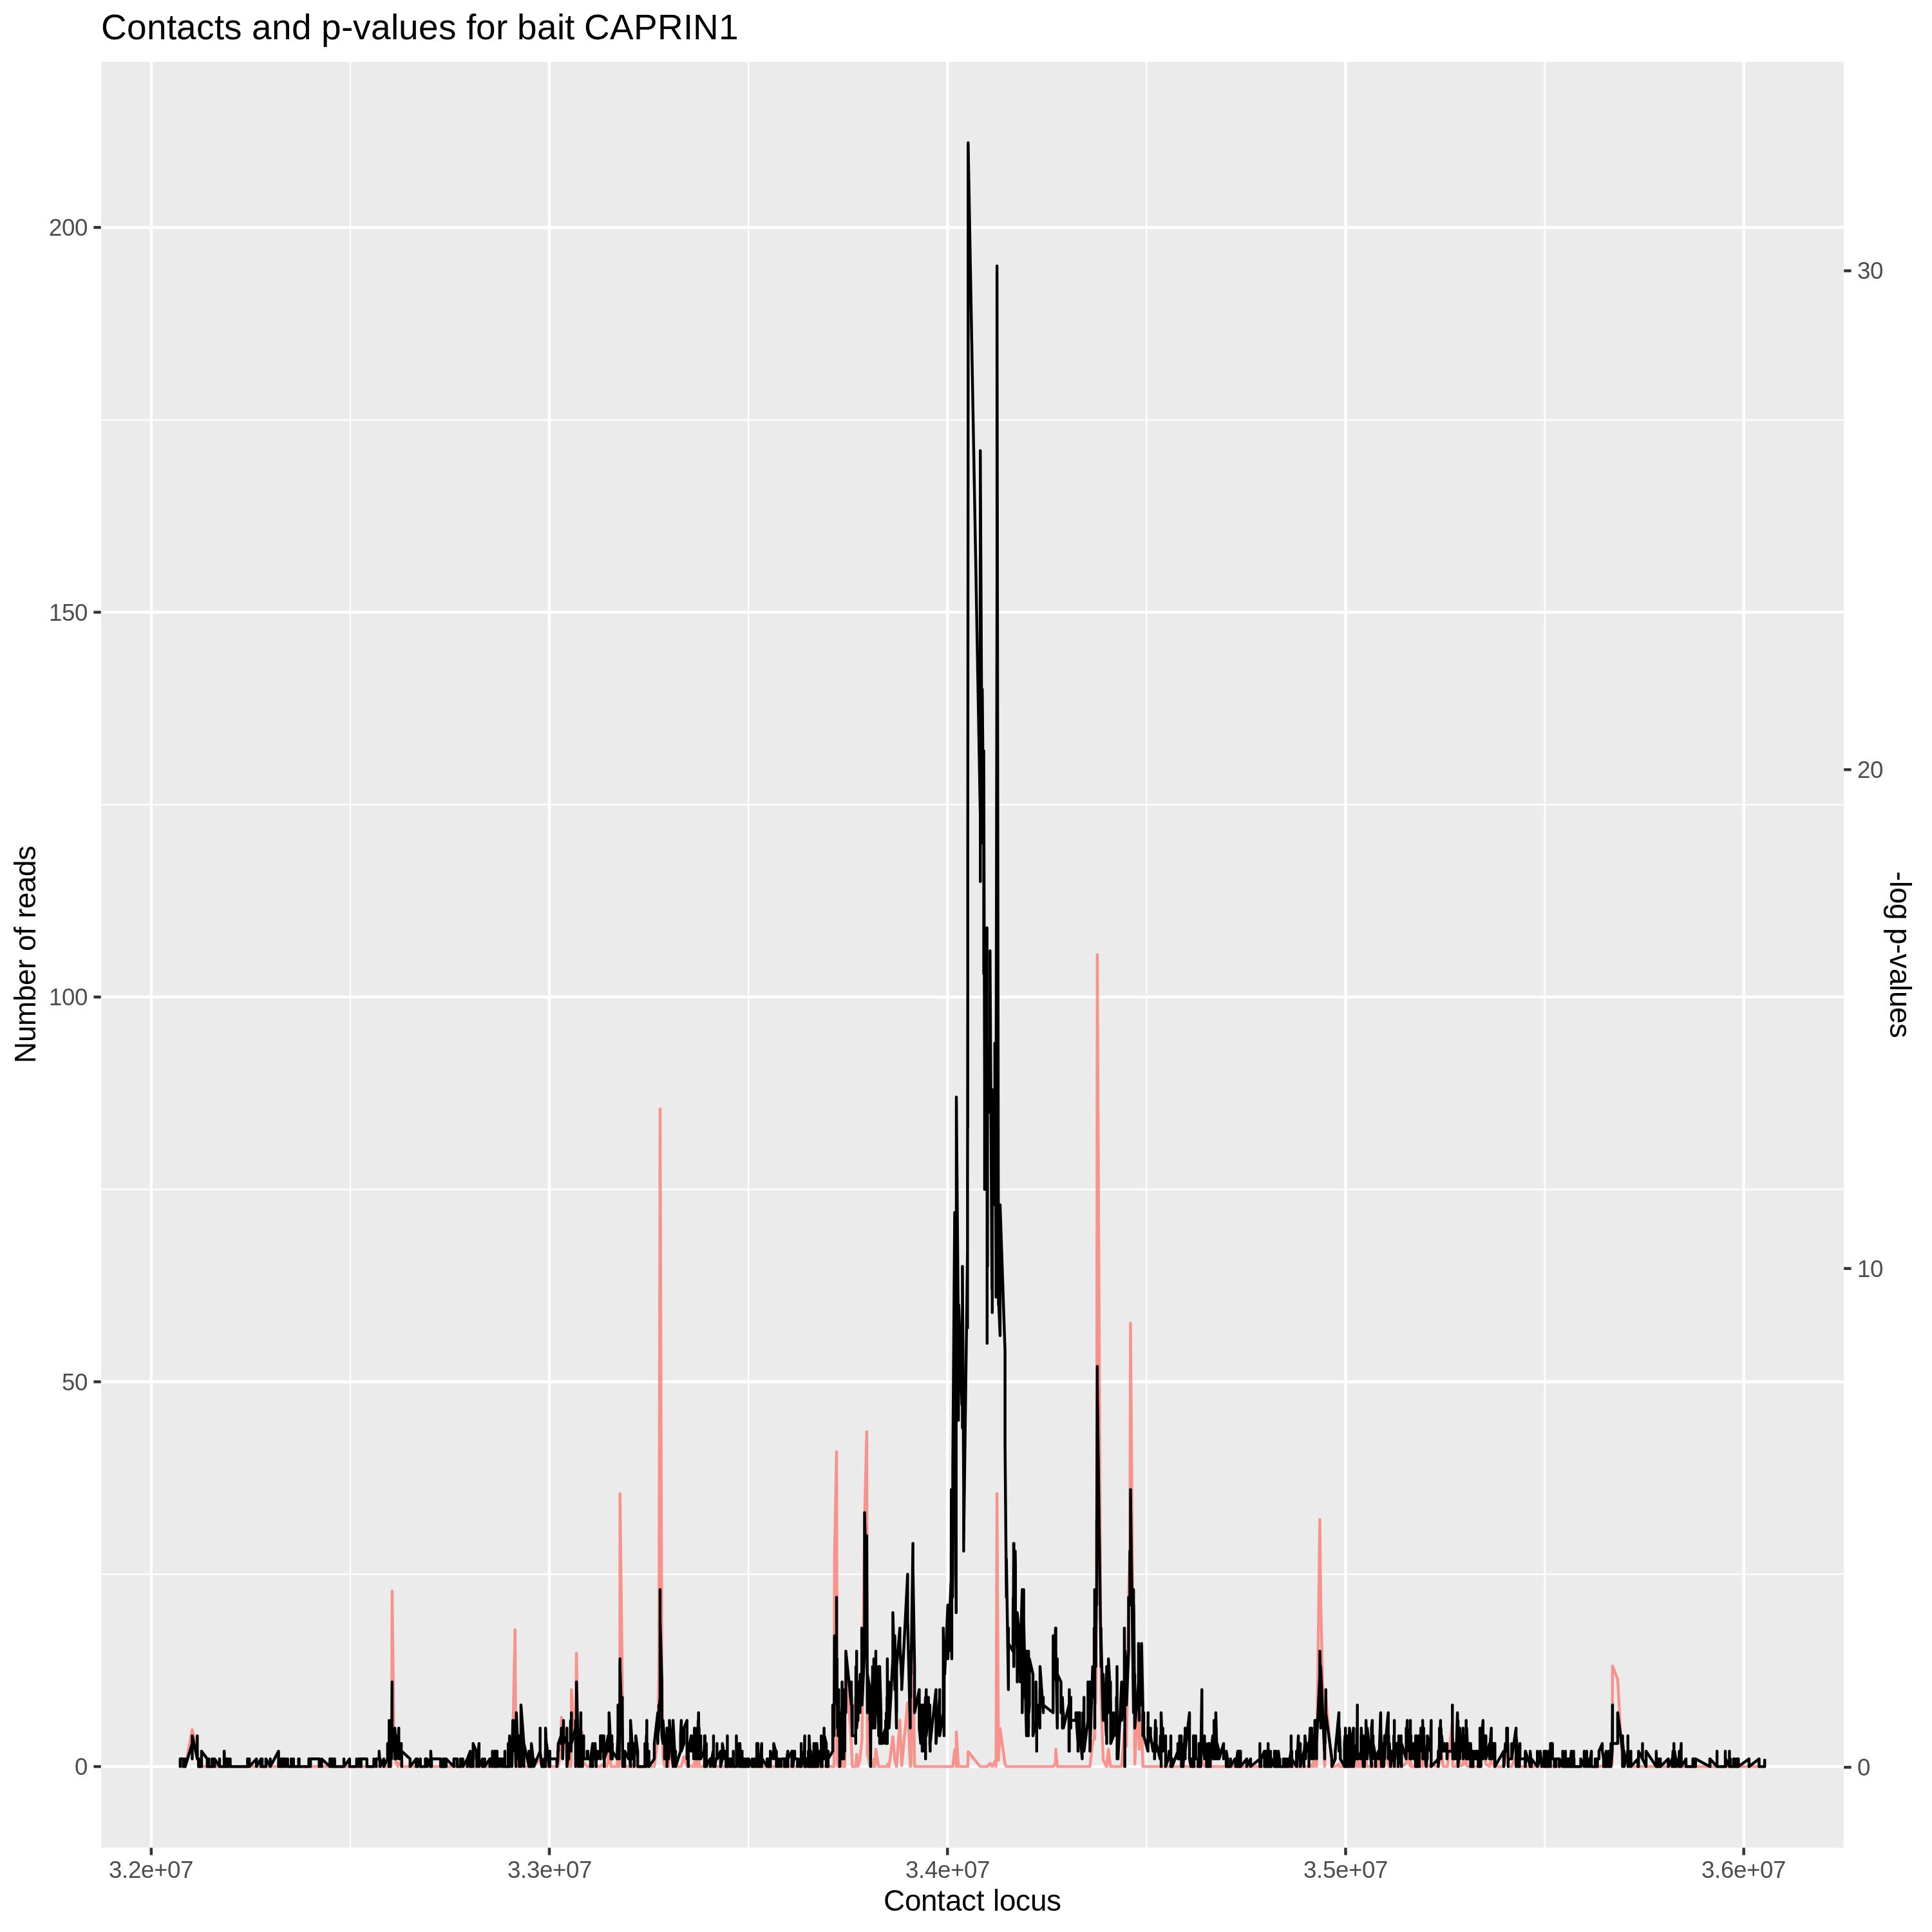 Contacts and p-values for bait CAPRIN1
200
150
100
50
0
Number of reads
30
20
10
0
-log p-values
3.2e+07
3.3e+07
3.4e+07
3.5e+07
3.6e+07
Contact locus